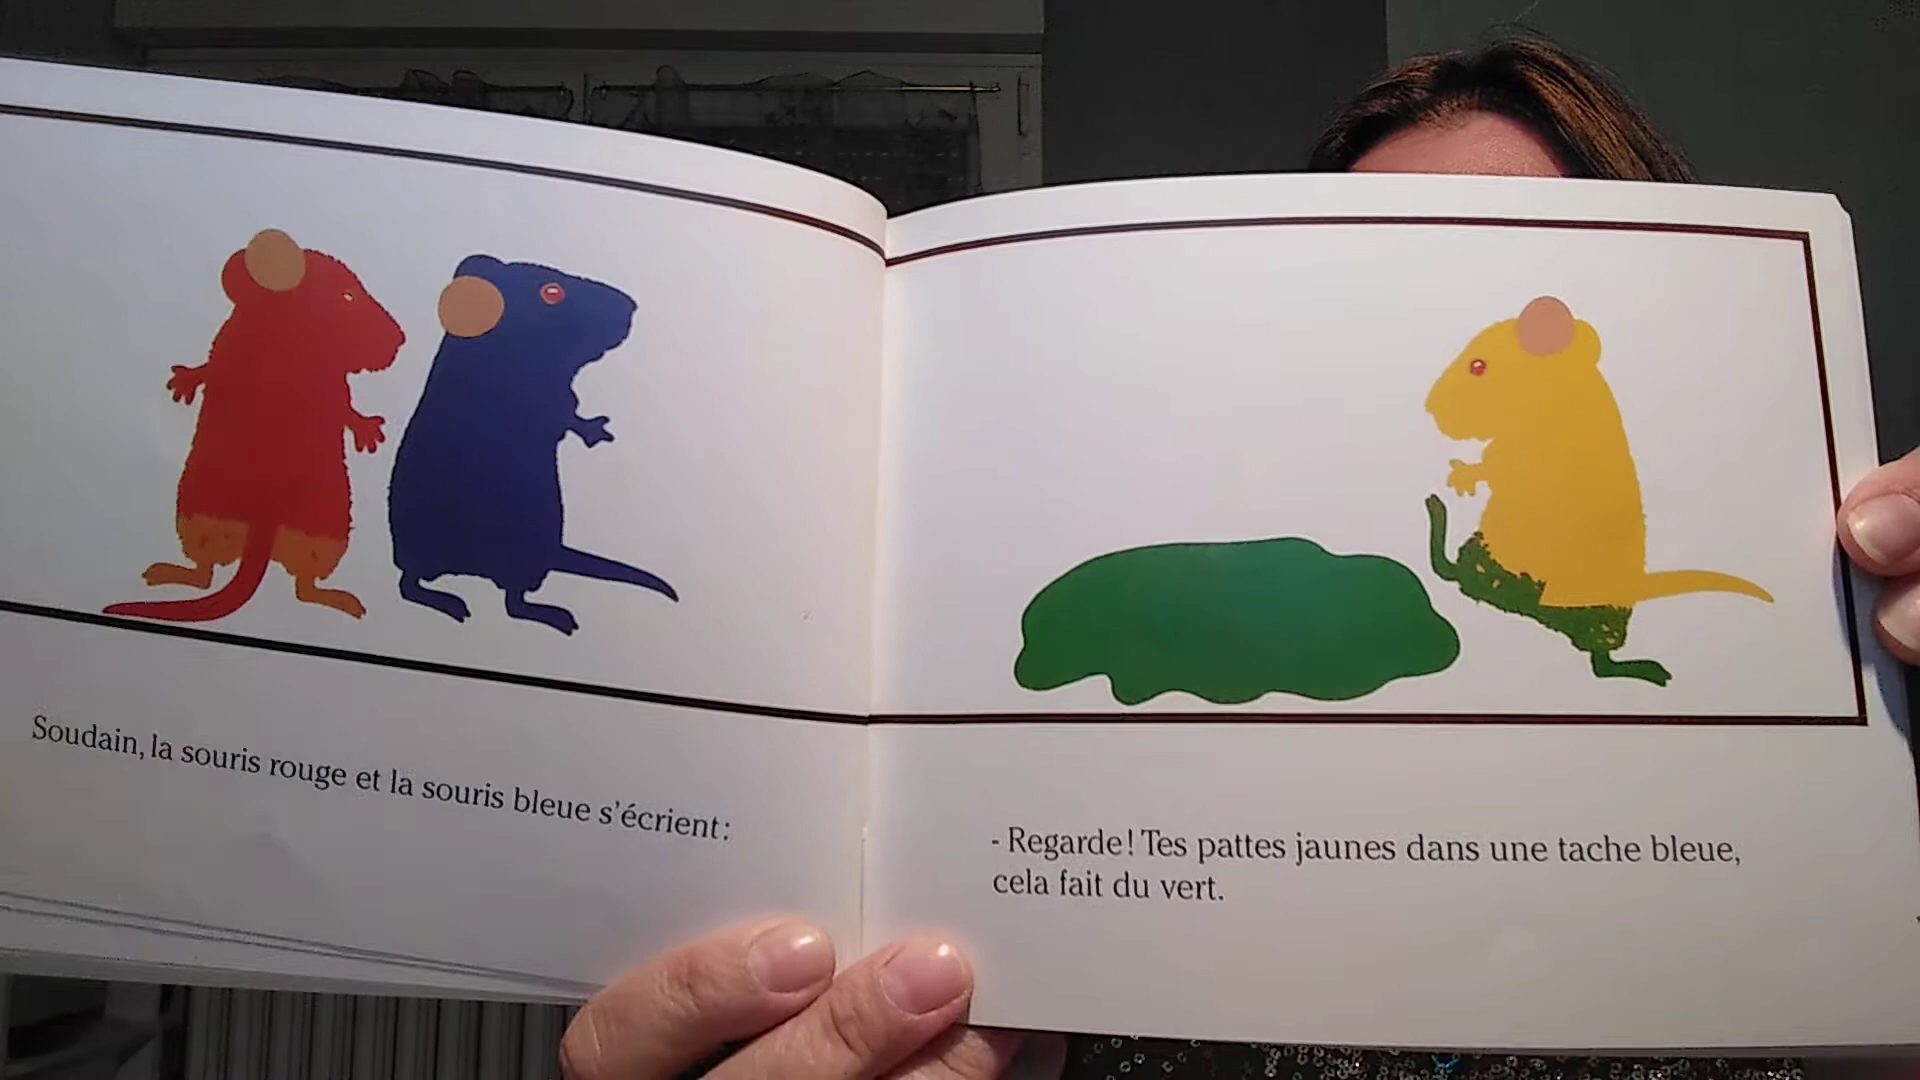 Soudain, la souris rouge et la souris bleue s'écrient :
- Regarde ! Tes pattes jaunes dans une tache bleue,
cela fait du vert.